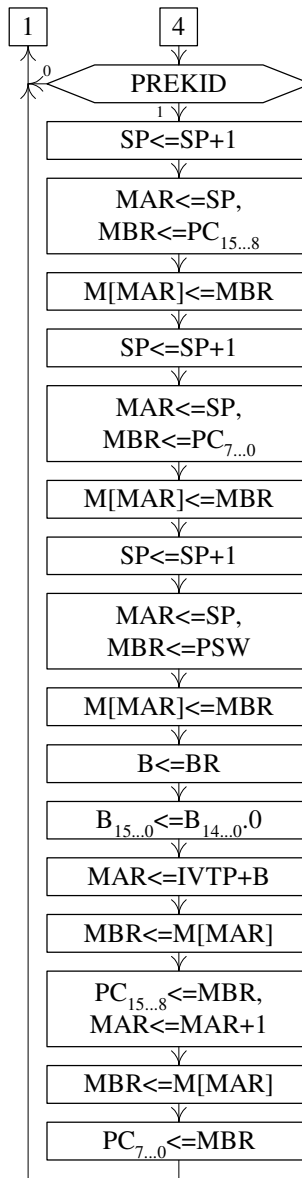 1 4
0 PREKID
1
SP<=SP+1
MAR<=SP,
MBR<=PC15...8
M[MAR]<=MBR
SP<=SP+1
MAR<=SP,
MBR<=PC7...0
M[MAR]<=MBR
SP<=SP+1
MAR<=SP,
MBR<=PSW
M[MAR]<=MBR
B<=BR
B15...0<=B14...0.0
MAR<=IVTP+B
MBR<=M[MAR]
PC15...8<=MBR,
MAR<=MAR+1
MBR<=M[MAR]
PC7...0<=MBR